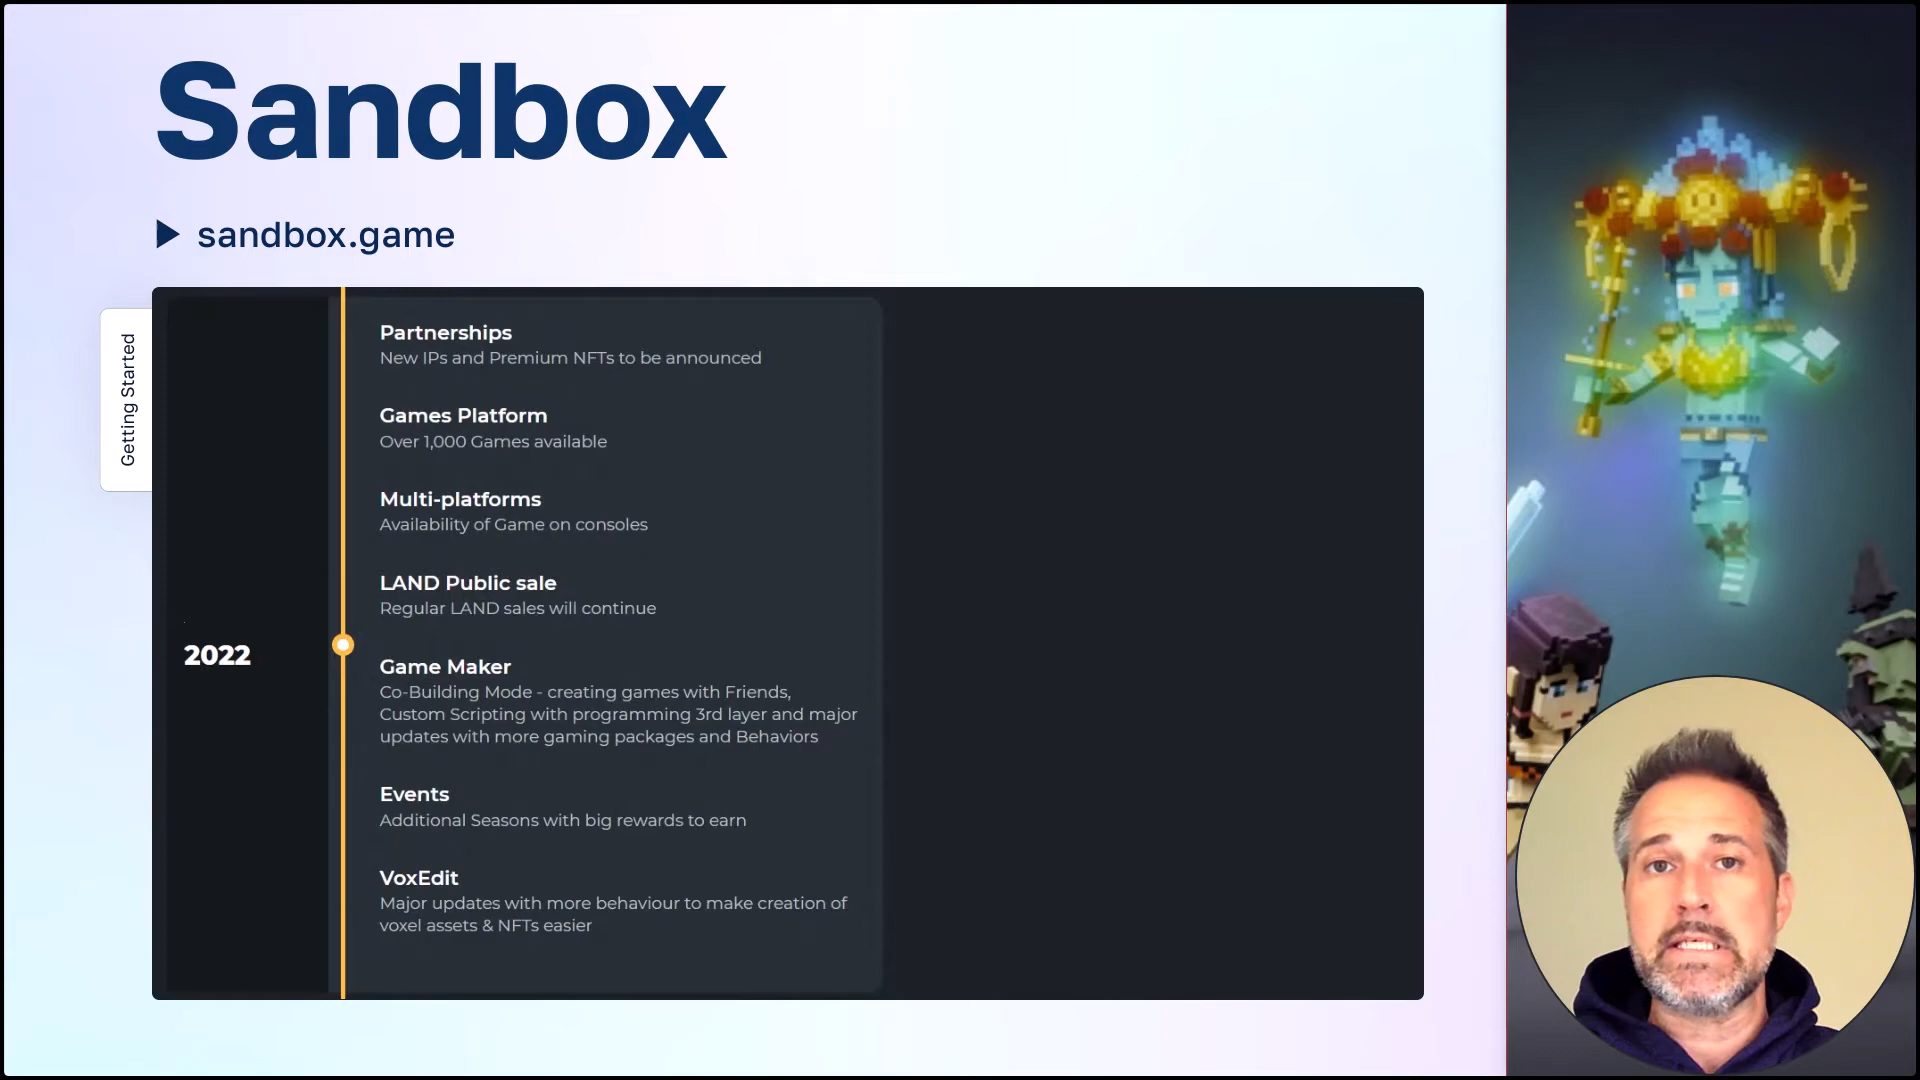 Sandbox
sandbox.game
Getting Started
2022
Partnerships
New IPs and Premium NFTs to be announced
Games Platform
Over 1,000 Games available
Multi-platforms
Availability of Game on consoles
LAND Public sale
Regular LAND sales will continue
Game Maker
Co-Building Mode - creating games with Friends,
Custom Scripting with programming 3rd layer and major
updates with more gaming packages and Behaviors
Events
Additional Seasons with big rewards to earn
VoxEdit
Major updates with more behaviour to make creation of
voxel assets & NFTs easier